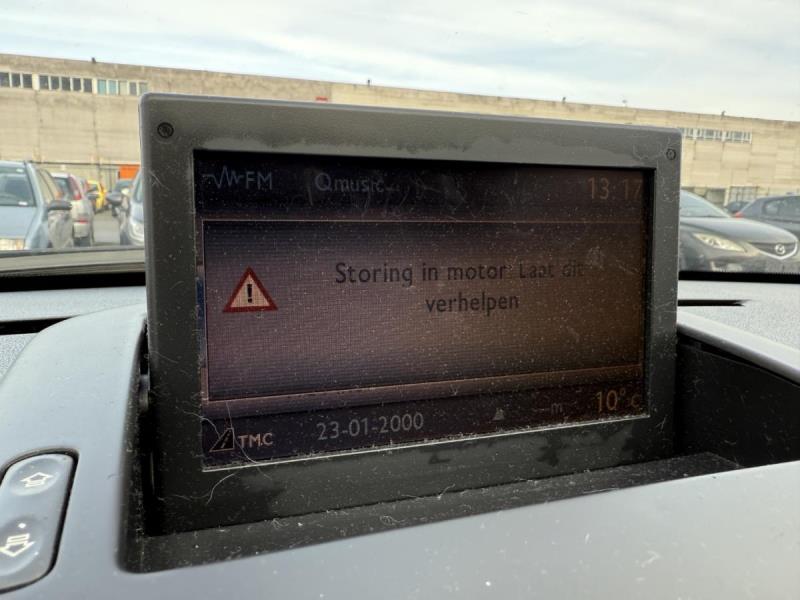 FM Qmusic 13:17
Storing in motor. Laat dit
verhelpen
TMC 23-01-2000 --m 10°C